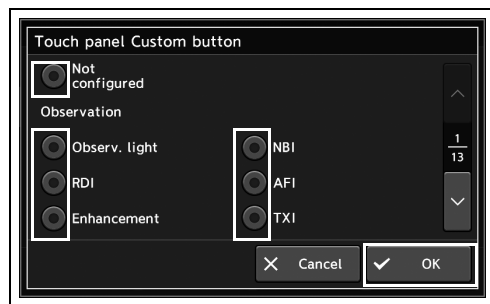 Touch panel Custom button
Not
configured
Observation
Observ. light NBI
1
13
RDI AFI
Enhancement TXI
Cancel OK